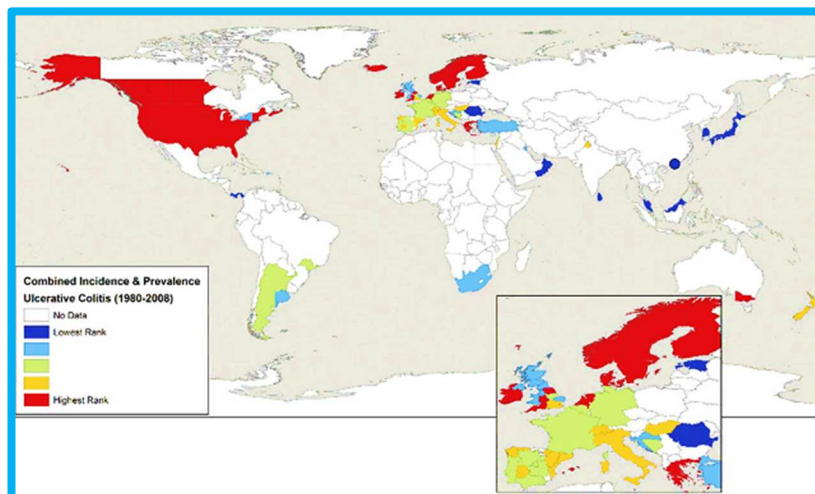 Combined Incidence & Prevalence
Ulcerative Colitis (1980-2008)
No Data
Lowest Rank
Highest Rank